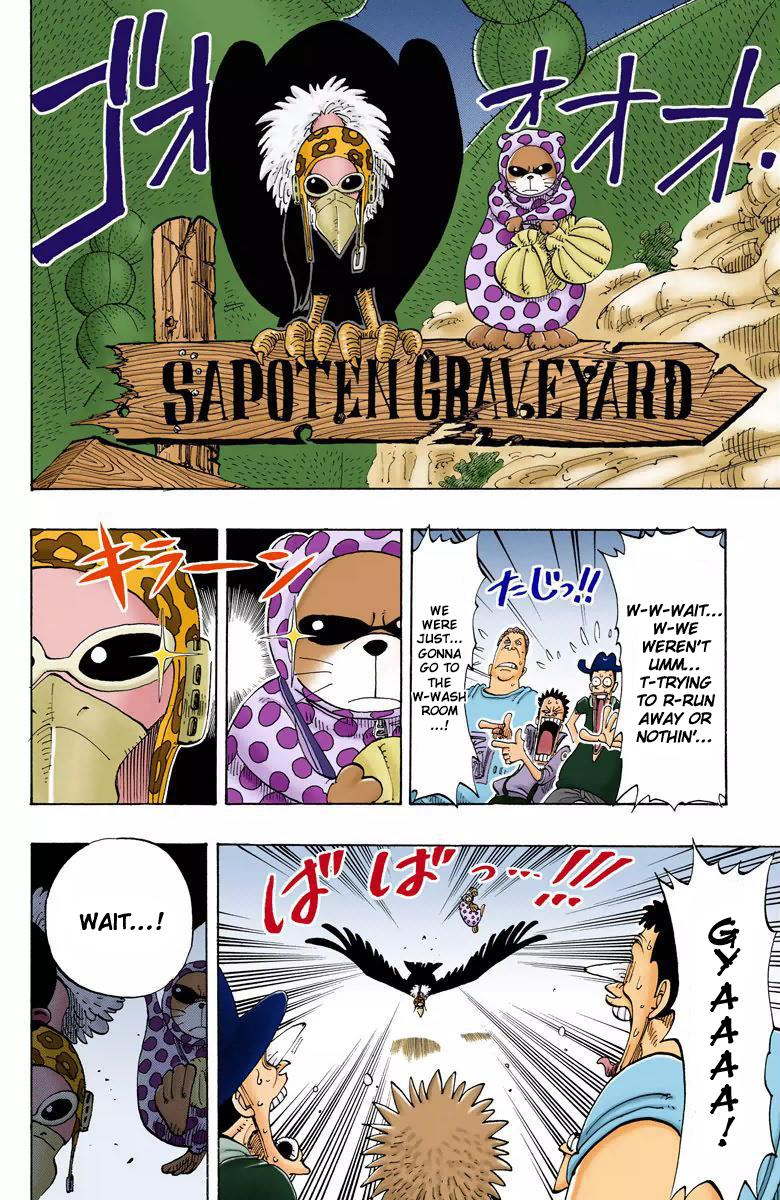 ゴオオオオ..
SAPOTEN GRAVEYARD
W-W-WAIT...
W-WE
WEREN'T
UMM...
T-TRYING
TO R-RUN
AWAY OR
NOTHIN'...
たじっ!!
WE
WERE
JUST...
GONNA
GO TO
THE
W-WASH
ROOM
...!
キラーン
GYAAAAA!
ばばっ...!!!
WAIT...!